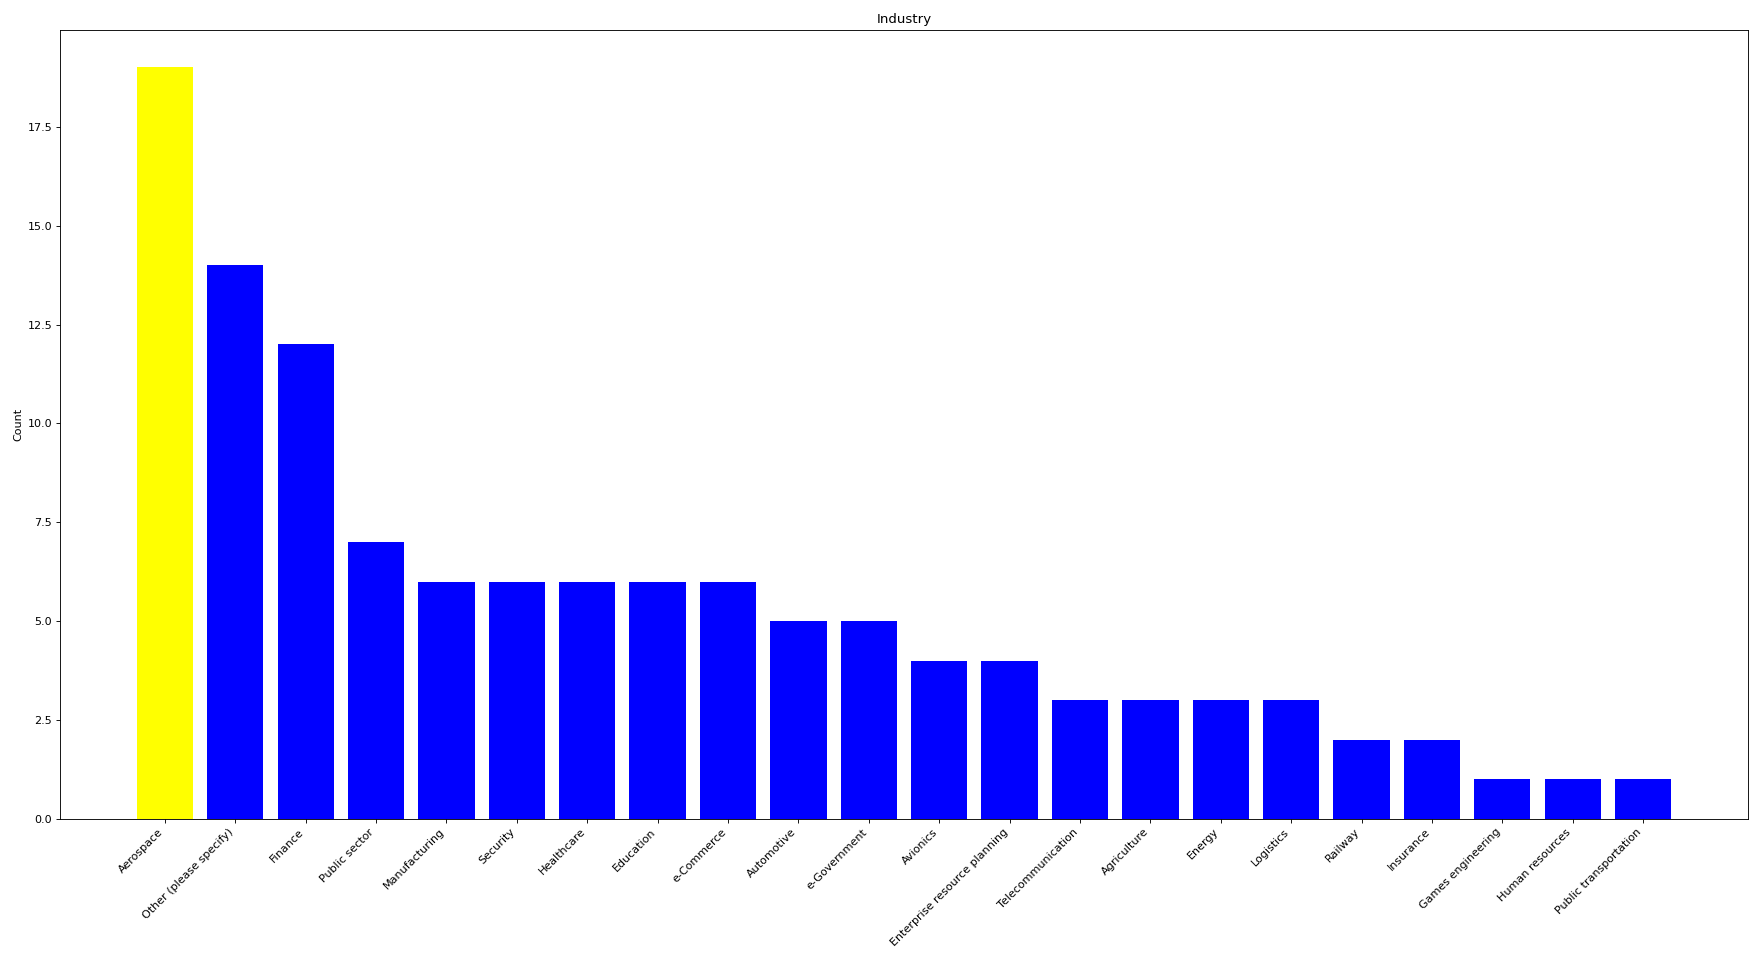 Industry
17.5
15.0
12.5
10.0
7.5
5.0
2.5
0.0
Count
Aerospace
Other (please specify)
Finance
Public sector
Manufacturing
Security
Healthcare
Education
e-Commerce
Automotive
e-Government
Avionics
Enterprise resource planning
Telecommunication
Agriculture
Energy
Logistics
Railway
Insurance
Games engineering
Human resources
Public transportation